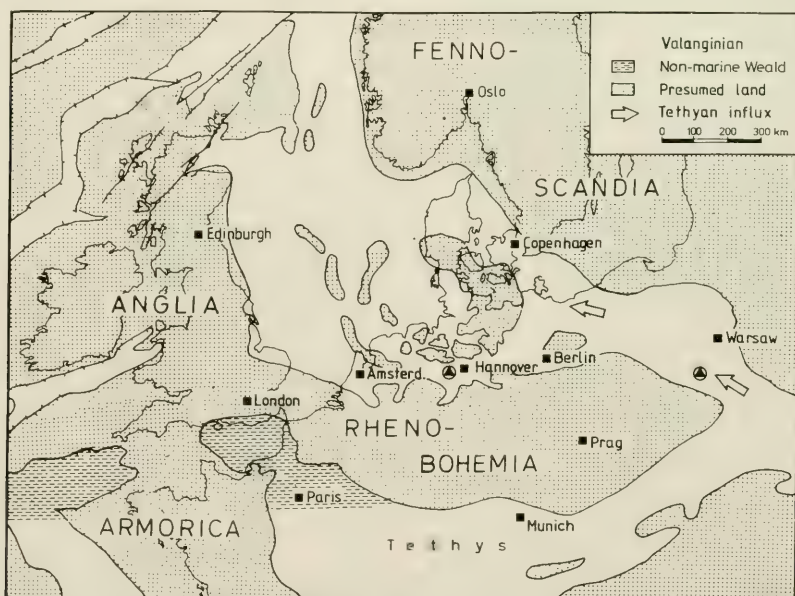 FENNO-
Oslo
Valanginian
Non-marine Weald
Presumed land
Tethyan influx
0 100 200 300 km
SCANDIA
Edinburgh
Copenhagen
ANGLIA
Warsaw
Berlin
Hannover
Amsterd.
London
RHENO-
BOHEMIA
Prag
Paris
ARMORICA
Munich
Tethys